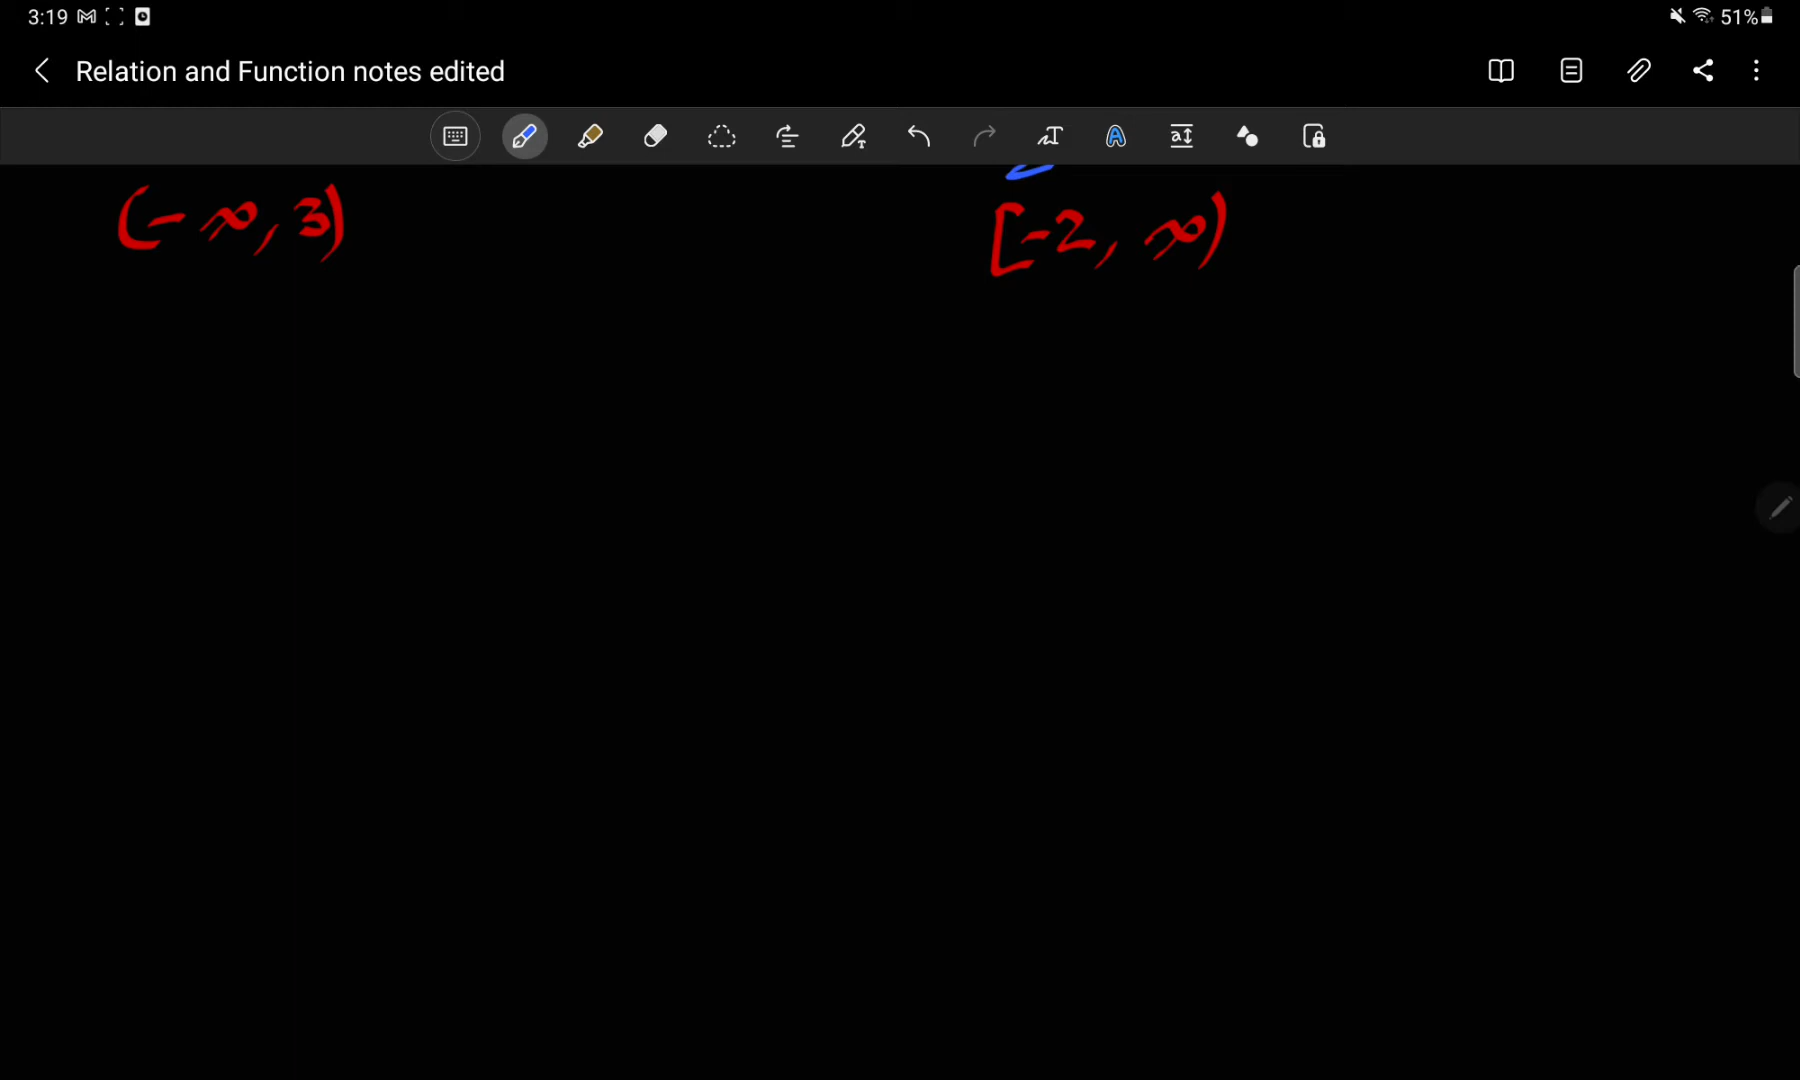 3:19 51%
Relation and Function notes edited
(-∞, 3) [-2, ∞)